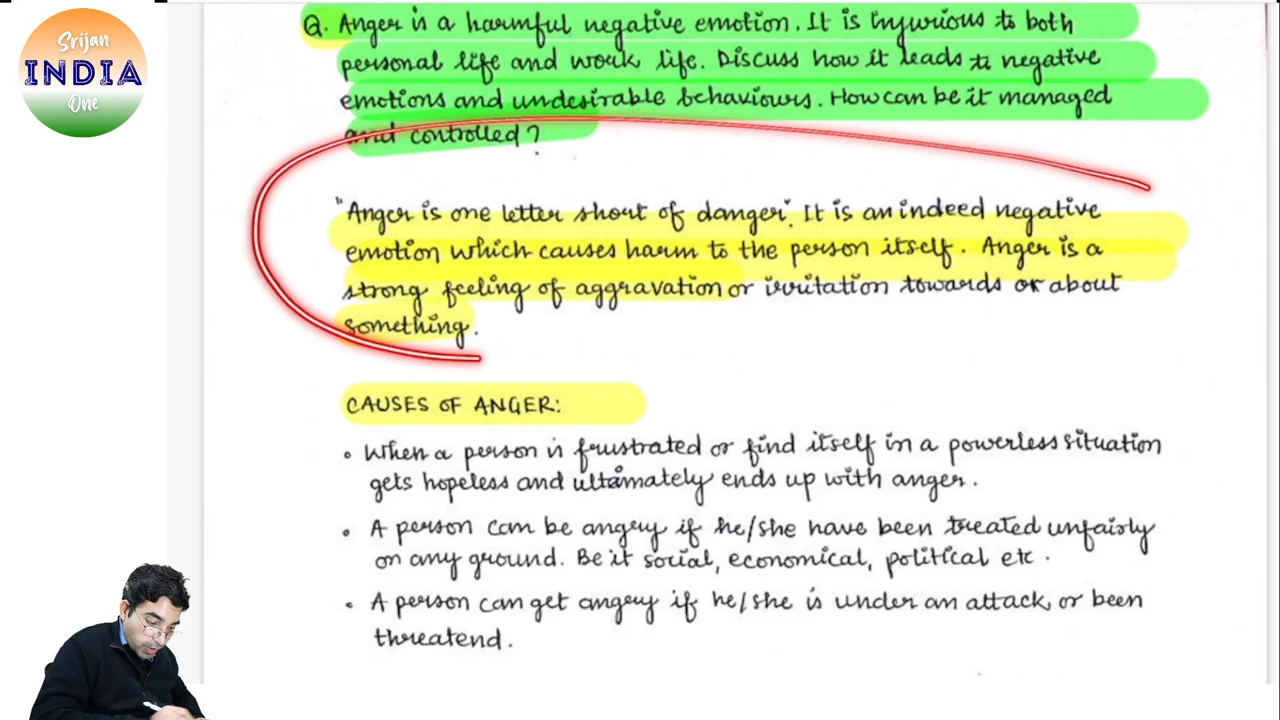 Srijan
INDIA
One
Q. Anger is a harmful negative emotion. It is injurious to both
personal life and work life. Discuss how it leads to negative
emotions and undesirable behaviours. How can be it managed
and controlled?
"Anger is one letter short of danger". It is an indeed negative
emotion which causes harm to the person itself. Anger is a
strong feeling of aggravation or irritation towards or about
something.
CAUSES OF ANGER:
• When a person is frustrated or find itself in a powerless situation
gets hopeless and ultimately ends up with anger.
• A person can be angery if he/she have been treated unfairly
on any ground. Be it social, economical, political etc.
• A person can get angery if he/she is under an attack or been
threatend.